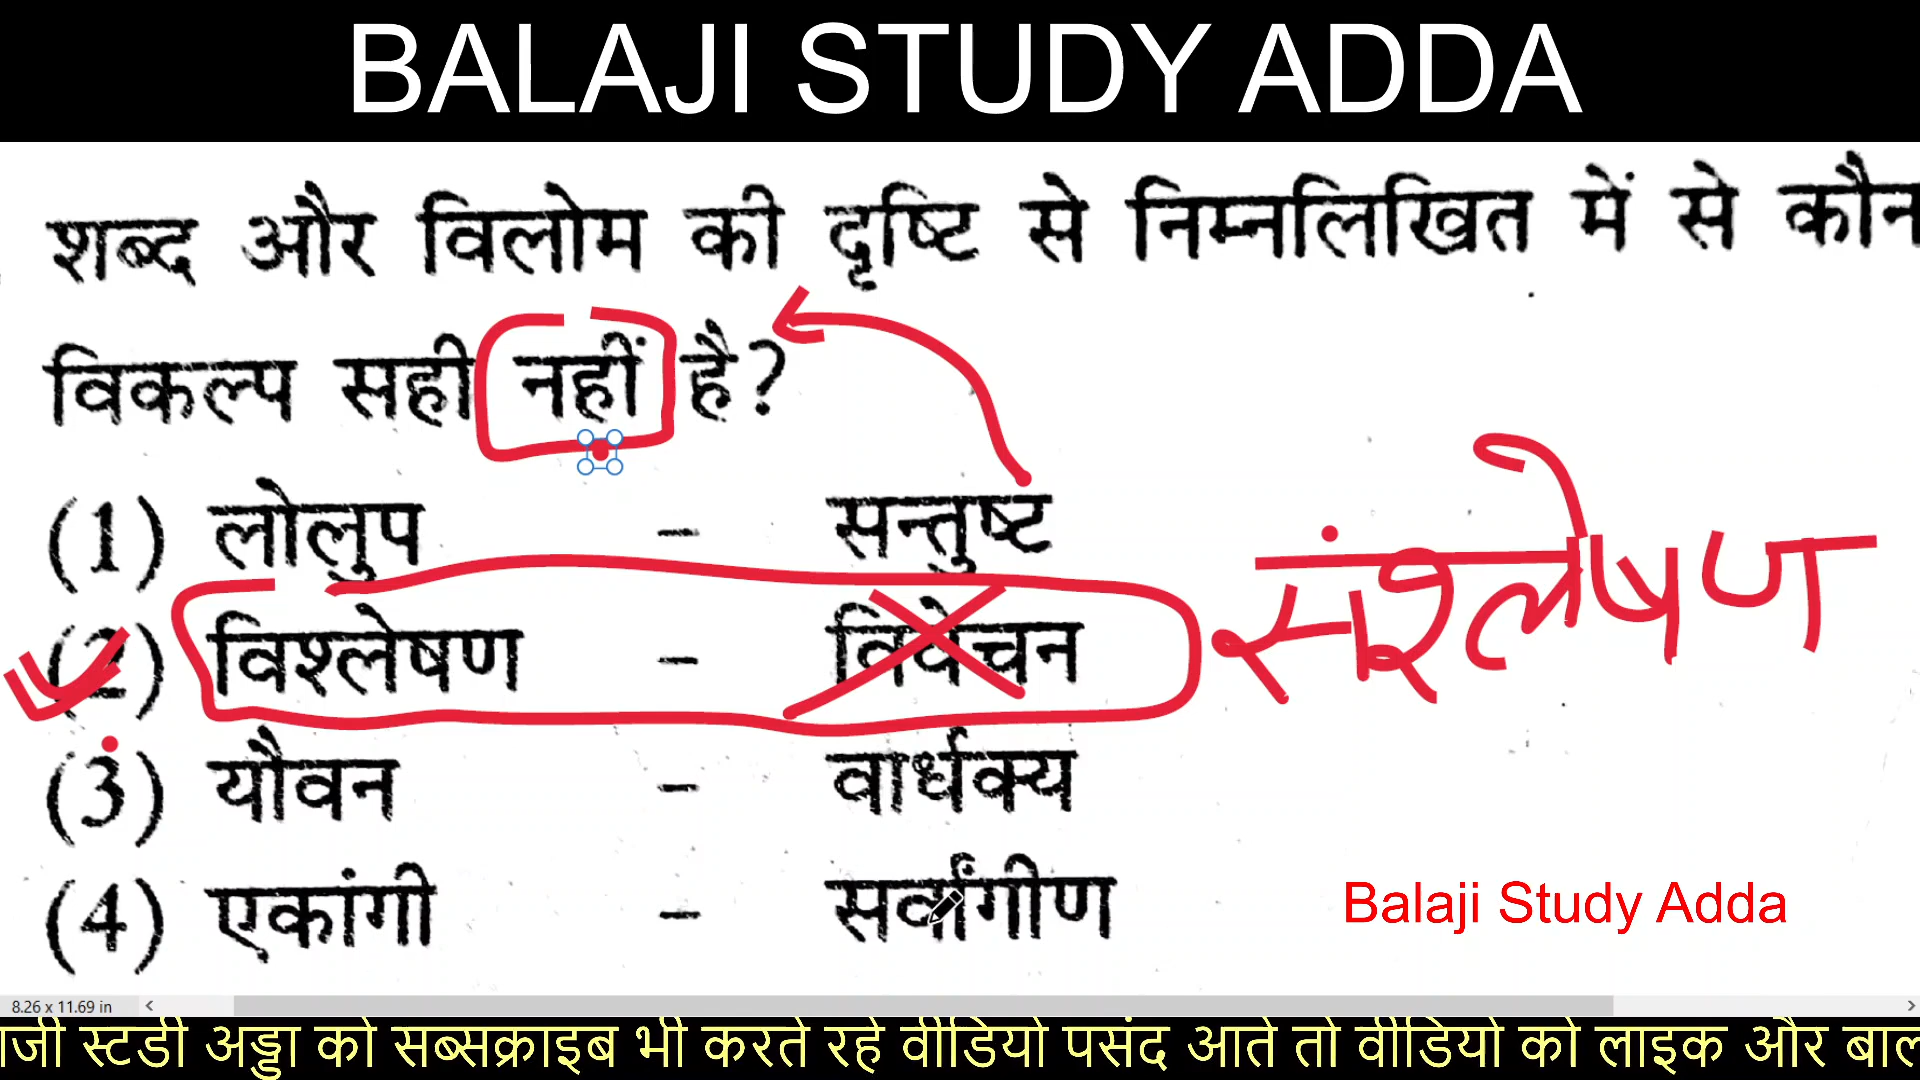 BALAJI STUDY ADDA
शब्द और विलोम की दृष्टि से निम्नलिखित में से कौन
विकल्प सही नहीं है?
(1) लोलुप - सन्तुष्ट
(2) विश्लेषण - विवेचन संश्लेषण
(3) यौवन - वार्धक्य
(4) एकांगी - सर्वांगीण
Balaji Study Adda
8.26 x 11.69 in
स्टडी अड्डा को सब्सक्राइब भी करते रहे वीडियो पसंद आते तो वीडियो को लाइक और